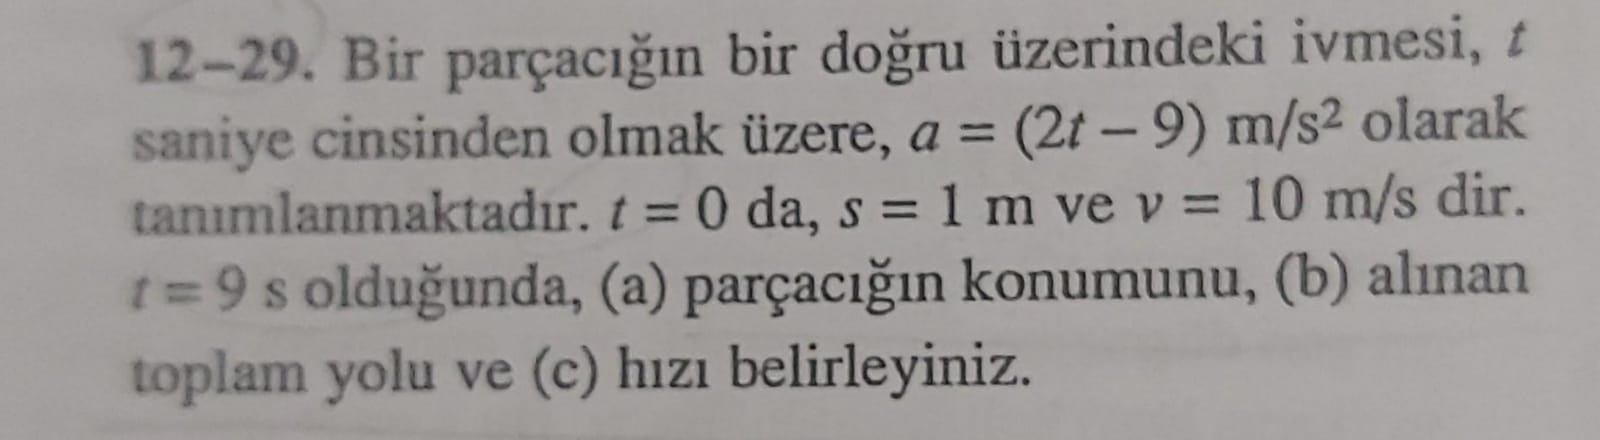 12–29. Bir parçacığın bir doğru üzerindeki ivmesi, t
saniye cinsinden olmak üzere, a = (2t – 9) m/s² olarak
tanımlanmaktadır. t = 0 da, s = 1 m ve v = 10 m/s dir.
t = 9 s olduğunda, (a) parçacığın konumunu, (b) alınan
toplam yolu ve (c) hızı belirleyiniz.